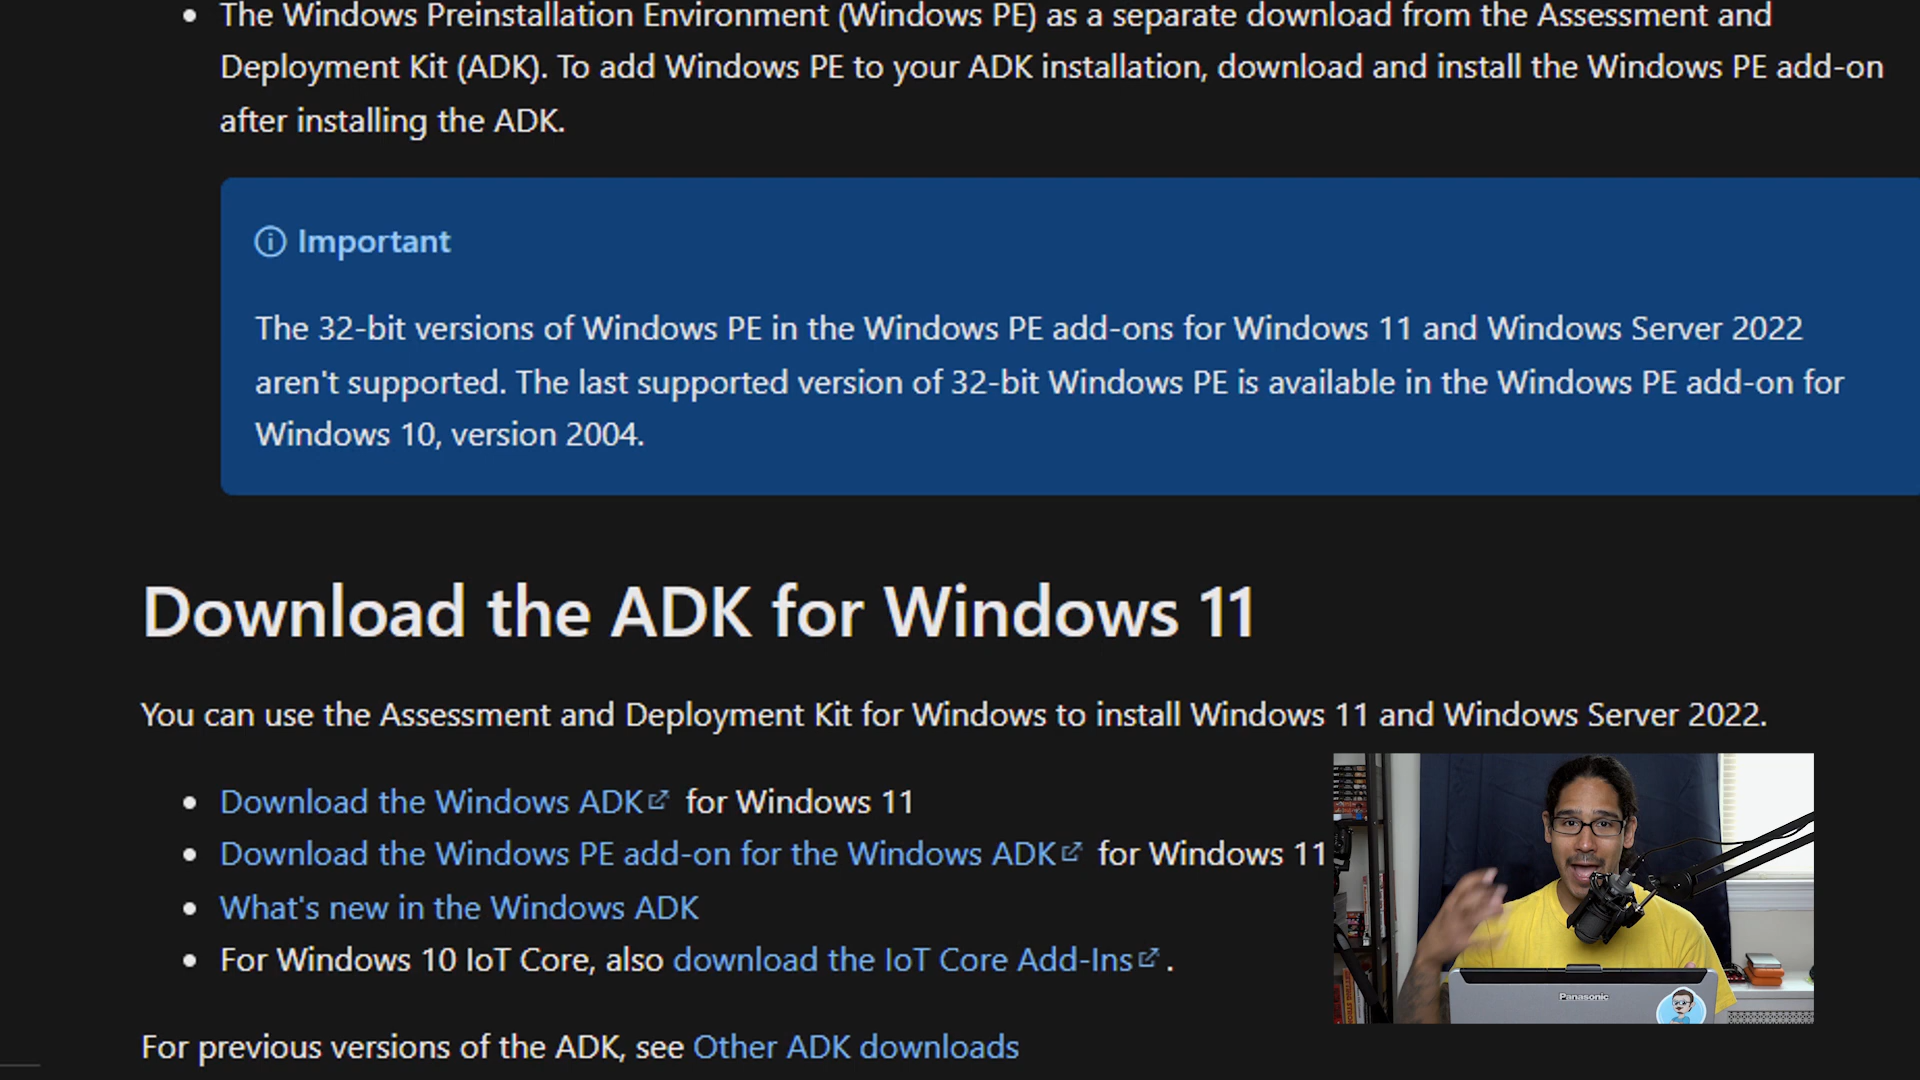 The Windows Preinstallation Environment (Windows PE) as a separate download from the Assessment and
Deployment Kit (ADK). To add Windows PE to your ADK installation, download and install the Windows PE add-on
after installing the ADK.
Important
The 32-bit versions of Windows PE in the Windows PE add-ons for Windows 11 and Windows Server 2022
aren't supported. The last supported version of 32-bit Windows PE is available in the Windows PE add-on for
Windows 10, version 2004.
Download the ADK for Windows 11
You can use the Assessment and Deployment Kit for Windows to install Windows 11 and Windows Server 2022.
Download the Windows ADK for Windows 11
Download the Windows PE add-on for the Windows ADK for Windows 11
What's new in the Windows ADK
For Windows 10 IoT Core, also download the IoT Core Add-Ins.
For previous versions of the ADK, see Other ADK downloads
Panasonic